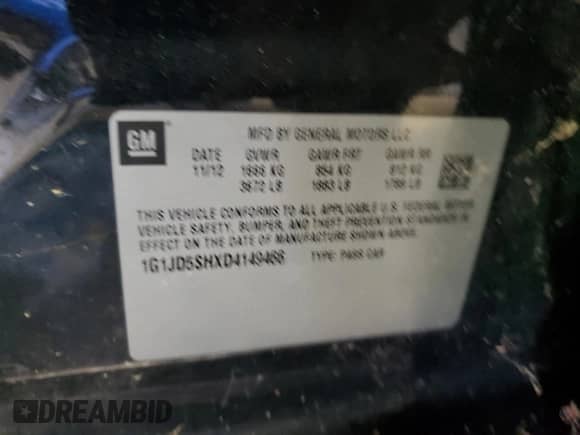 GM
MFD BY GENERAL MOTORS LLC
DATE GVWR GAWR FRT GAWR RR
11/12 1666 KG 854 KG 812 KG
3672 LB 1883 LB 1789 LB
THIS VEHICLE CONFORMS TO ALL APPLICABLE U.S. FEDERAL MOTOR
VEHICLE SAFETY, BUMPER, AND THEFT PREVENTION STANDARDS IN
EFFECT ON THE DATE OF MANUFACTURE SHOWN ABOVE.
1G1JD5SHXD4149466 TYPE: PASS CAR
DREAMBID